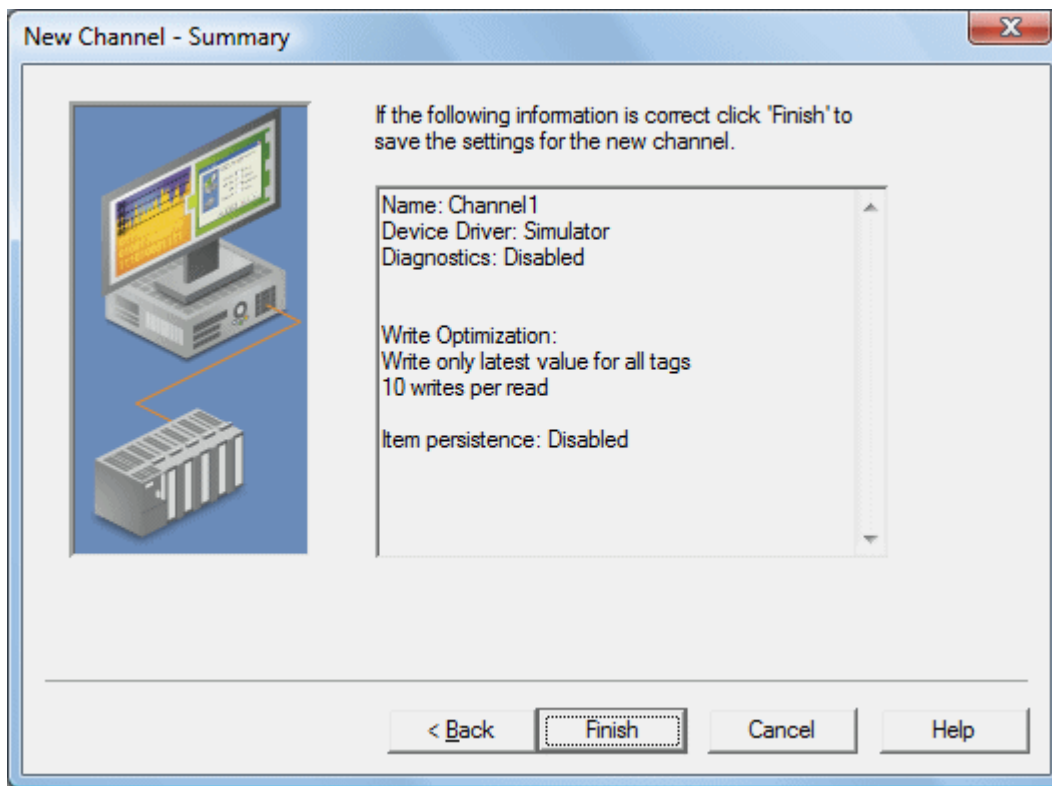 New Channel - Summary
If the following information is correct click 'Finish' to
save the settings for the new channel.
Name: Channel1
Device Driver: Simulator
Diagnostics: Disabled
Write Optimization:
Write only latest value for all tags
10 writes per read
Item persistence: Disabled
< Back
Finish
Cancel
Help